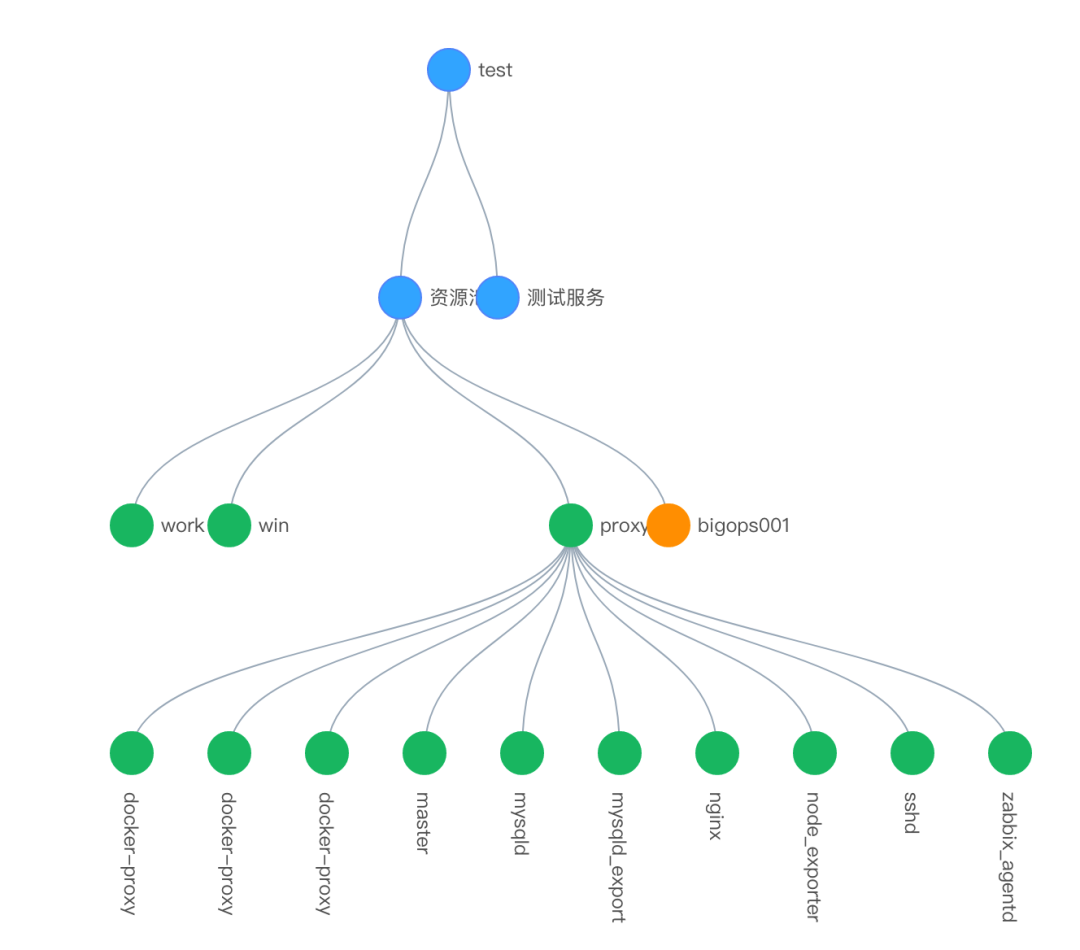 test
资源
测试服务
work
win
proxy
bigops001
docker-proxy
docker-proxy
docker-proxy
master
mysqld
mysqld_export
nginx
node_exporter
sshd
zabbix_agentd